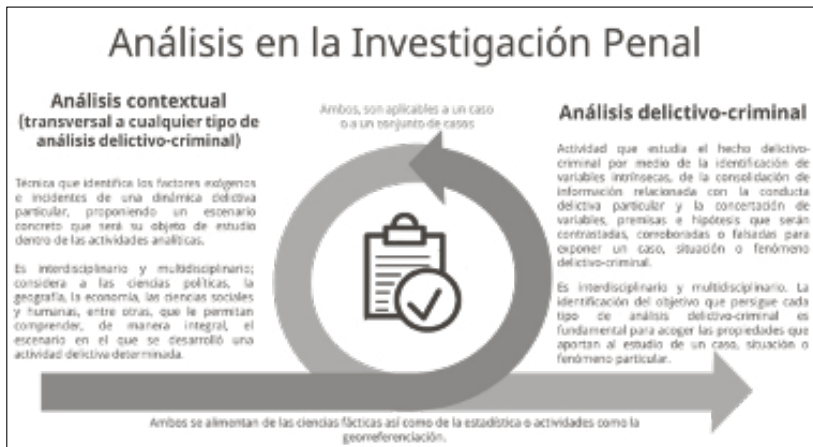 Análisis en la Investigación Penal
Análisis contextual
(transversal a cualquier tipo de
análisis delictivo-criminal)
Técnica que identifica los factores exógenos
e incidentes de una dinámica delictiva
particular, proponiendo un escenario
concreto que será su objeto de estudio
dentro de las actividades analíticas.
Es interdisciplinario y multidisciplinario;
considera a las ciencias políticas, la
geografía, la economía, las ciencias sociales
y humanas, entre otras, que le permitan
comprender, de manera integral, el
escenario en el que se desarrolló una
actividad delictiva determinada.
Ambos, son aplicables a un caso
o a un conjunto de casos
Análisis delictivo-criminal
Actividad que estudia el hecho delictivo-
criminal por medio de la identificación de
variables intrínsecas, de la consolidación de
información relacionada con la conducta
delictiva particular y la concertación de
variables, premisas e hipótesis que serán
contrastadas, corroboradas o falsadas para
exponer un caso, situación o fenómeno
delictivo-criminal.
Es interdisciplinario y multidisciplinario. La
identificación del objetivo que persigue cada
tipo de análisis delictivo-criminal es
fundamental para acoger las propiedades que
aportan al estudio de un caso, situación o
fenómeno particular.
Ambos se alimentan de las ciencias fácticas así como de la estadística o actividades como la
georreferenciación.